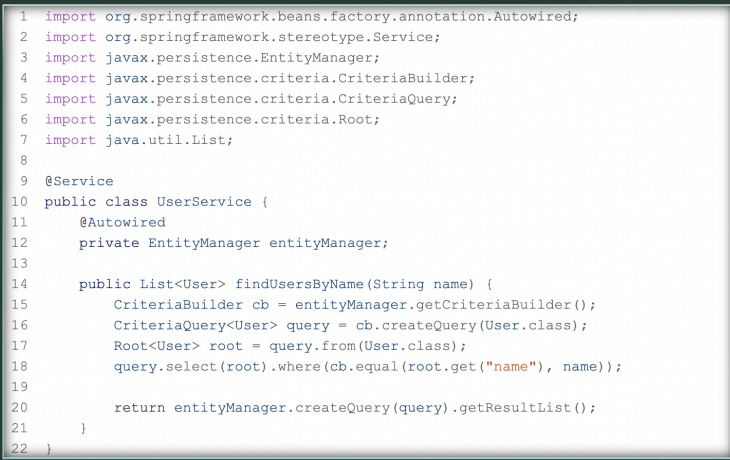 1 import org.springframework.beans.factory.annotation.Autowired;
2 import org.springframework.stereotype.Service;
3 import javax.persistence.EntityManager;
4 import javax.persistence.criteria.CriteriaBuilder;
5 import javax.persistence.criteria.CriteriaQuery;
6 import javax.persistence.criteria.Root;
7 import java.util.List;
8
9 @Service
10 public class UserService {
11     @Autowired
12     private EntityManager entityManager;
13
14     public List<User> findUsersByName(String name) {
15         CriteriaBuilder cb = entityManager.getCriteriaBuilder();
16         CriteriaQuery<User> query = cb.createQuery(User.class);
17         Root<User> root = query.from(User.class);
18         query.select(root).where(cb.equal(root.get("name"), name));
19
20         return entityManager.createQuery(query).getResultList();
21     }
22 }